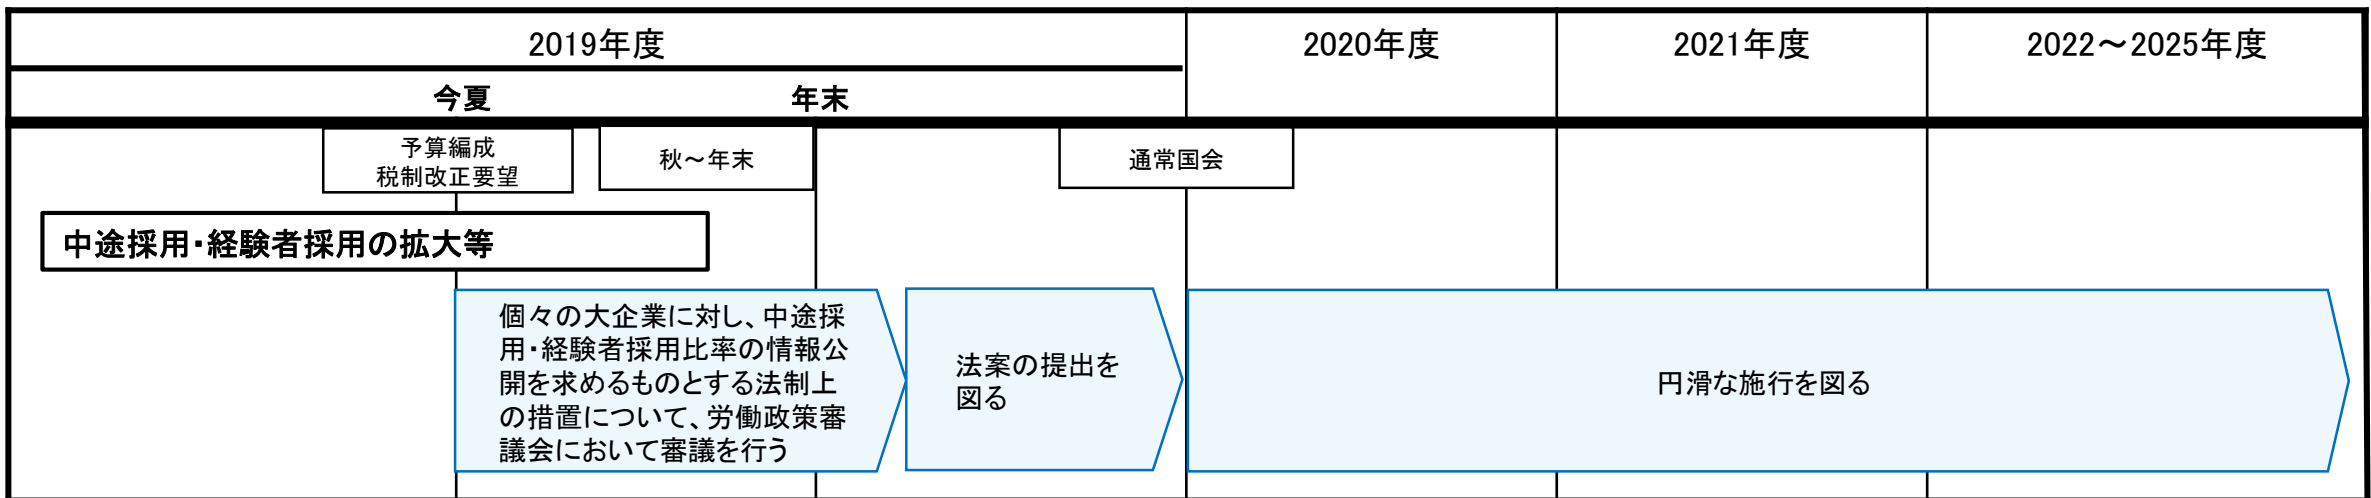 2019年度
2020年度
2021年度
2022～2025年度
今夏
年末
予算編成
税制改正要望
秋～年末
通常国会
中途採用・経験者採用の拡大等
個々の大企業に対し、中途採
用・経験者採用比率の情報公
開を求めるものとする法制上
の措置について、労働政策審
議会において審議を行う
法案の提出を
図る
円滑な施行を図る